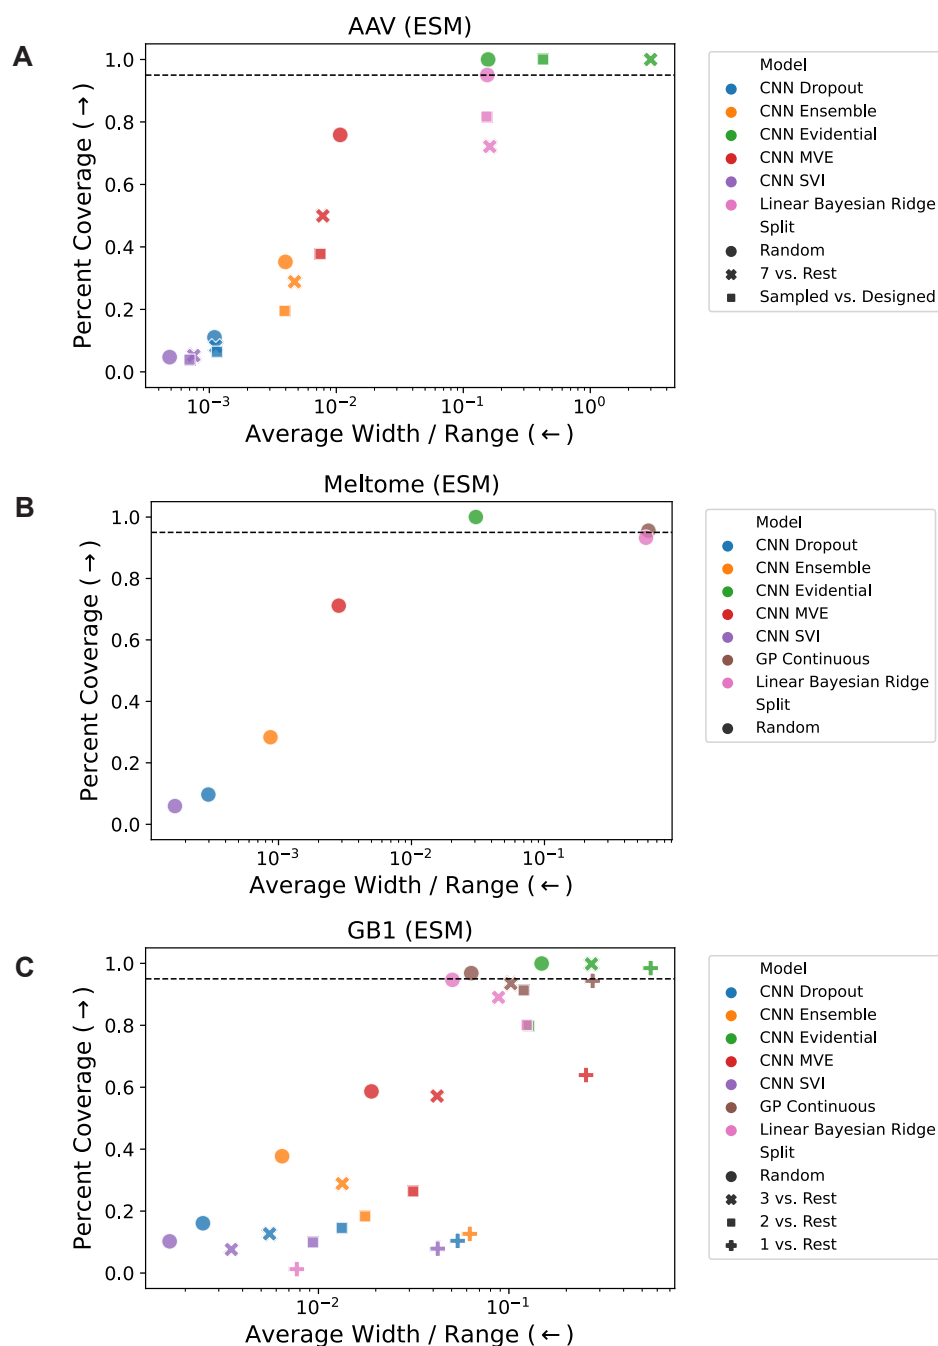 A
AAV (ESM)
Percent Coverage (→)
1.0
0.8
0.6
0.4
0.2
0.0
10⁻³
10⁻²
10⁻¹
10⁰
Average Width / Range (←)
Model
CNN Dropout
CNN Ensemble
CNN Evidential
CNN MVE
CNN SVI
Linear Bayesian Ridge
Split
Random
7 vs. Rest
Sampled vs. Designed
B
Meltome (ESM)
Percent Coverage (→)
1.0
0.8
0.6
0.4
0.2
0.0
10⁻³
10⁻²
10⁻¹
Average Width / Range (←)
Model
CNN Dropout
CNN Ensemble
CNN Evidential
CNN MVE
CNN SVI
GP Continuous
Linear Bayesian Ridge
Split
Random
C
GB1 (ESM)
Percent Coverage (→)
1.0
0.8
0.6
0.4
0.2
0.0
10⁻²
10⁻¹
Average Width / Range (←)
Model
CNN Dropout
CNN Ensemble
CNN Evidential
CNN MVE
CNN SVI
GP Continuous
Linear Bayesian Ridge
Split
Random
3 vs. Rest
2 vs. Rest
1 vs. Rest